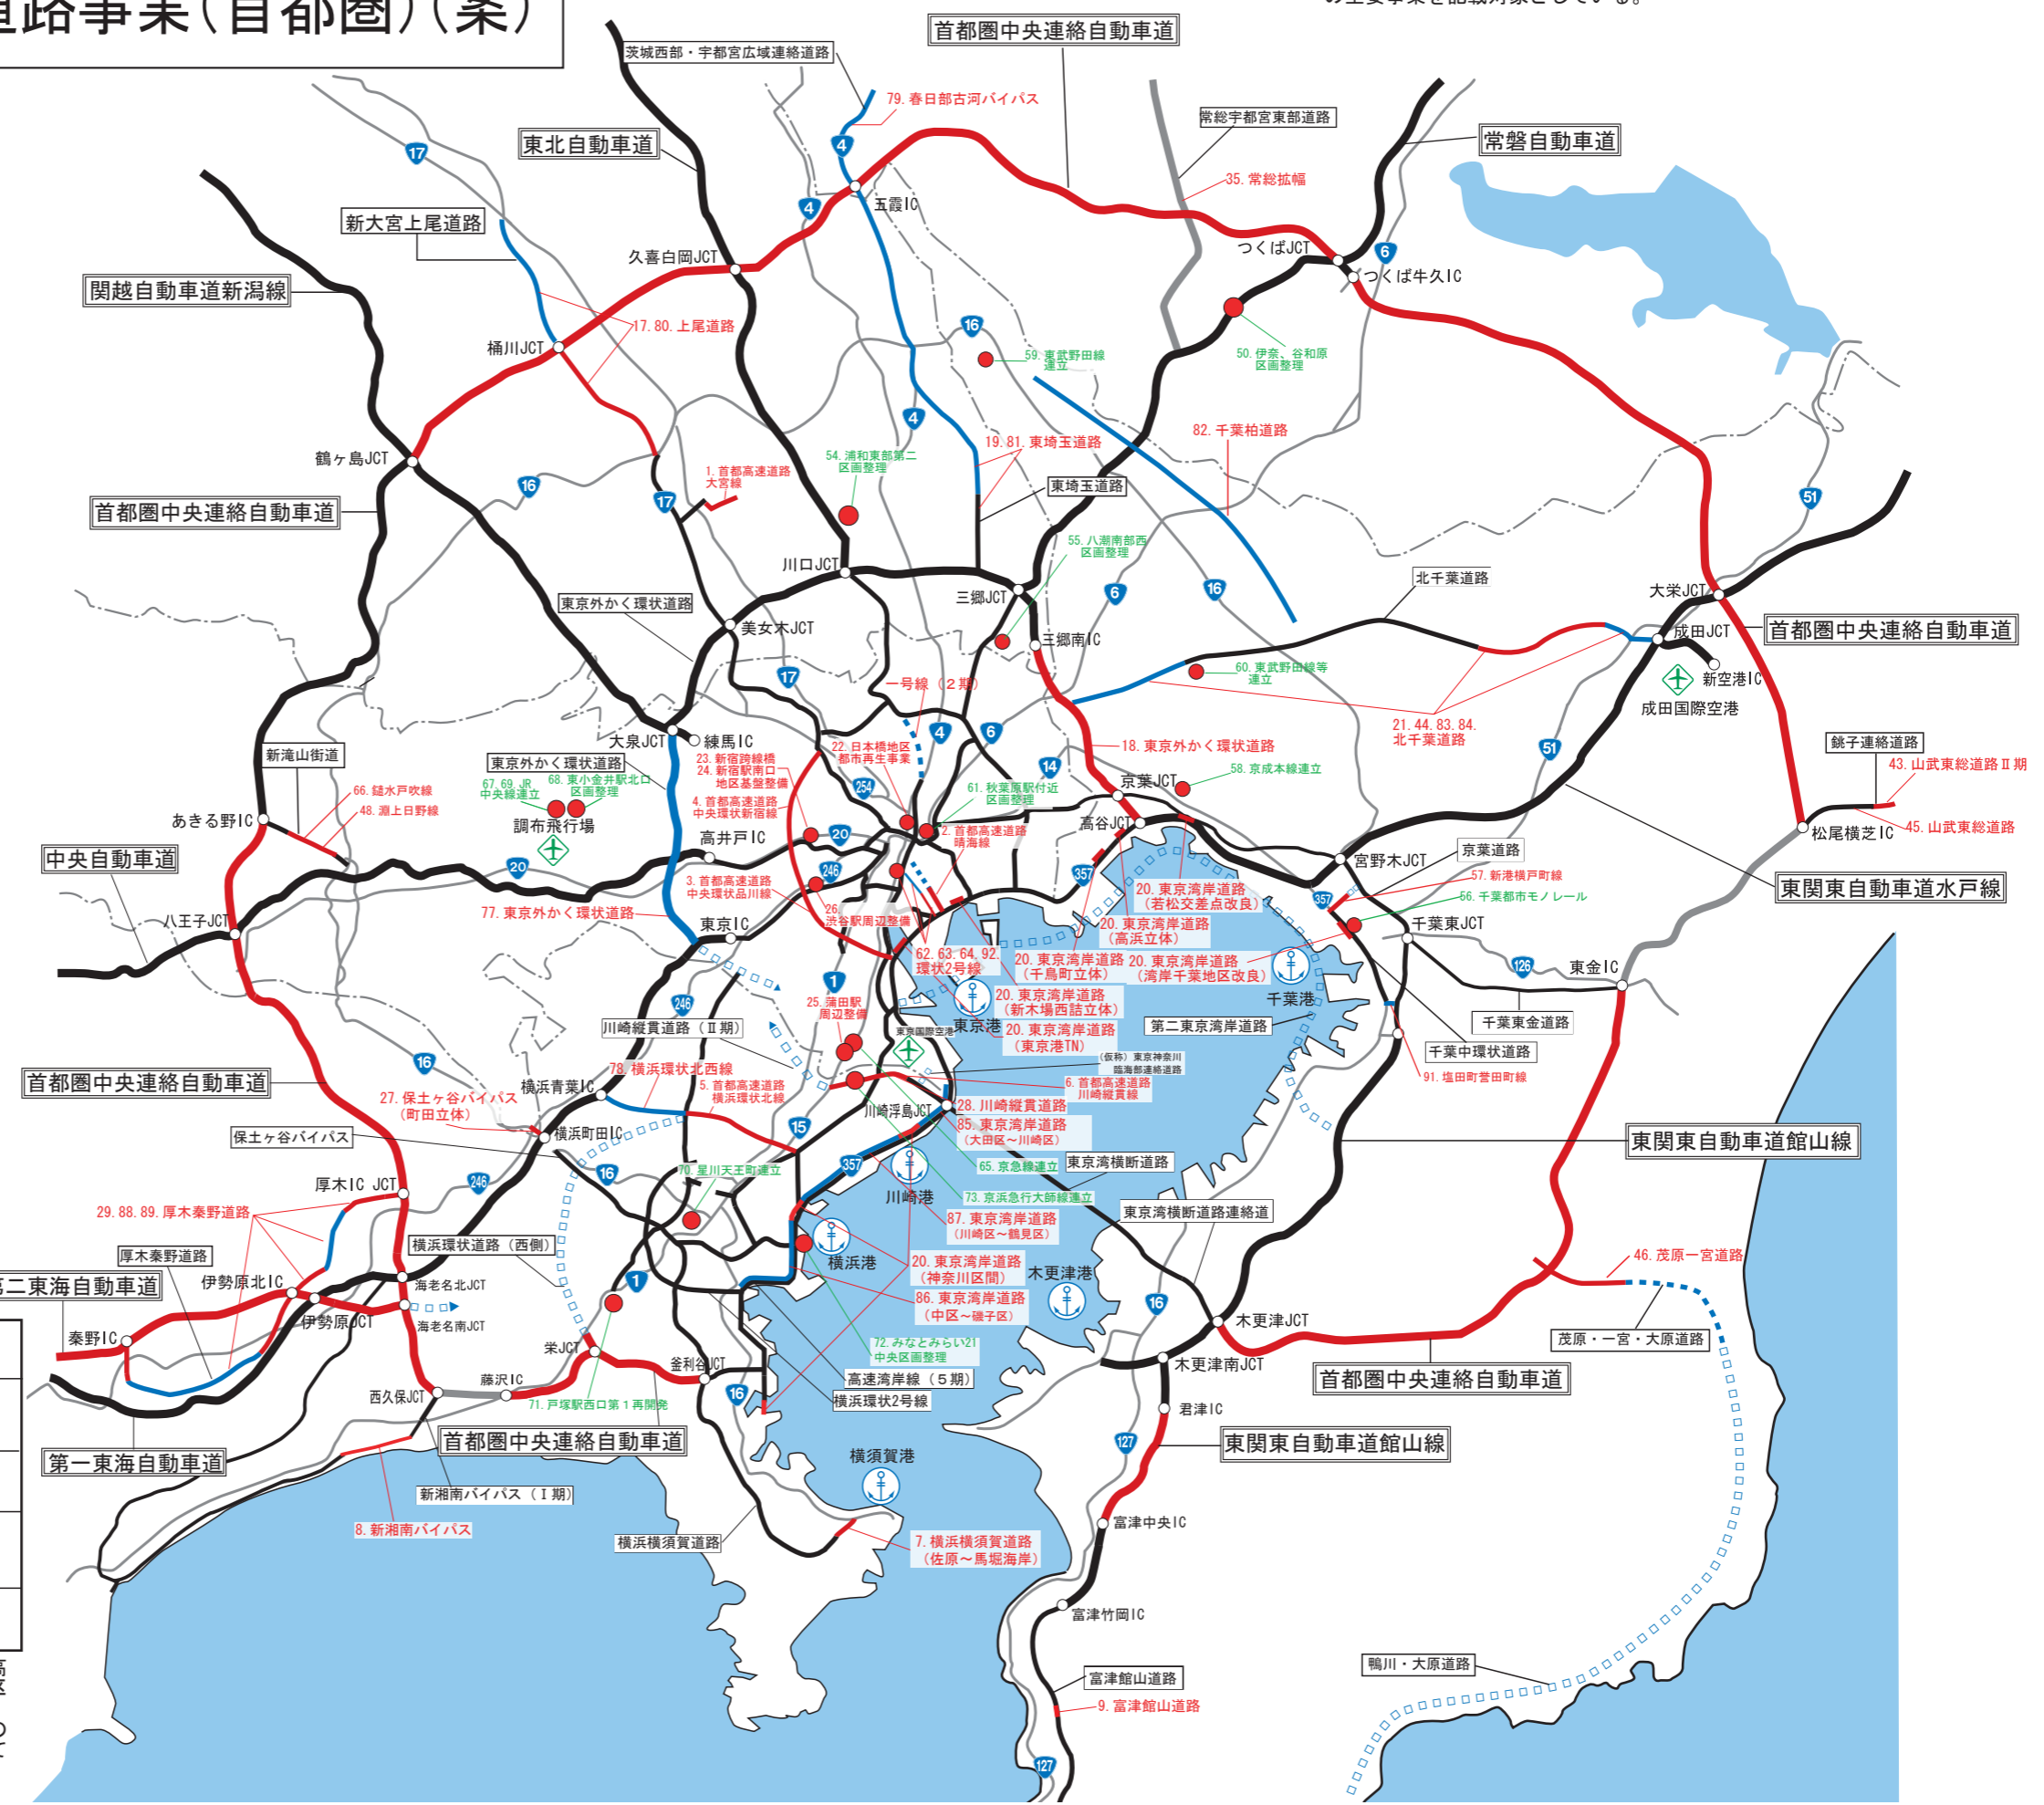 道路事業(首都圏)(案)
の主要事業を記載対象としている。
首都圏中央連絡自動車道
茨城西部・宇都宮広域連絡道路
79. 春日部古河バイパス
常総宇都宮東部道路
東北自動車道
常磐自動車道
17
4
35. 常総拡幅
新大宮上尾道路
4
五霞IC
久喜白岡JCT
つくばJCT
6
つくば牛久IC
関越自動車道新潟線
17. 80. 上尾道路
16
桶川JCT
59. 東武野田線
連立
50. 伊奈、谷和原
区画整理
4
82. 千葉柏道路
19. 81. 東埼玉道路
鶴ヶ島JCT
54. 浦和東部第二
区画整理
1. 首都高速道路
大宮線
16
17
東埼玉道路
51
首都圏中央連絡自動車道
55. 八潮南部西
区画整理
川口JCT
北千葉道路
三郷JCT
6
16
大栄JCT
東京外かく環状道路
美女木JCT
三郷南IC
成田JCT
首都圏中央連絡自動車道
60. 東武野田線等
連立
17
一号線（2期）
新空港IC
成田国際空港
21. 44. 83. 84.
北千葉道路
大泉JCT
練馬IC
4
6
18. 東京外かく環状道路
51
銚子連絡道路
新滝山街道
東京外かく環状道路
23. 新宿跨線橋
24. 新宿駅南口
地区基盤整備
22. 日本橋地区
都市再生事業
14
43. 山武東総道路Ⅱ期
58. 京成本線連立
京葉JCT
66. 鑓水戸吹線
48. 淵上日野線
67. 69. JR
中央線連立
68. 東小金井駅北口
区画整理
254
61. 秋葉原駅付近
区画整理
4. 首都高速道路
中央環状新宿線
あきる野IC
調布飛行場
高井戸IC
20
2. 首都高速道路
晴海線
高谷JCT
松尾横芝IC
45. 山武東総道路
中央自動車道
20
246
357
宮野木JCT
京葉道路
57. 新港横戸町線
56. 千葉都市モノレール
東関東自動車道水戸線
3. 首都高速道路
中央環状品川線
20. 東京湾岸道路
（若松交差点改良）
357
77. 東京外かく環状道路
26.
渋谷駅周辺整備
八王子JCT
東京IC
20. 東京湾岸道路
（高浜立体）
千葉東JCT
62. 63. 64. 92.
環状2号線
20. 東京湾岸道路
（千鳥町立体）
20. 東京湾岸道路
（湾岸千葉地区改良）
126
東金IC
1
246
千葉港
25. 蒲田駅
周辺整備
20. 東京湾岸道路
（新木場西詰立体）
川崎縦貫道路（Ⅱ期）
東京国際空港
東京港
20. 東京湾岸道路
（東京港TN）
第二東京湾岸道路
千葉東金道路
16
（仮称）東京神奈川
臨海部連絡道路
千葉中環状道路
首都圏中央連絡自動車道
横浜青葉IC
78. 横浜環状北西線
5. 首都高速道路
横浜環状北線
6. 首都高速道路
川崎縦貫線
91. 塩田町誉田町線
27. 保土ヶ谷バイパス
（町田立体）
川崎浮島JCT
28. 川崎縦貫道路
保土ヶ谷バイパス
横浜町田IC
15
85. 東京湾岸道路
（大田区～川崎区）
東関東自動車道館山線
357
65. 京急線連立
東京湾横断道路
16
70. 星川天王町連立
厚木IC JCT
246
川崎港
73. 京浜急行大師線連立
29. 88. 89. 厚木秦野道路
87. 東京湾岸道路
（川崎区～鶴見区）
東京湾横断道路連絡道
厚木秦野道路
横浜環状道路（西側）
横浜港
20. 東京湾岸道路
（神奈川区間）
46. 茂原一宮道路
第二東海自動車道
伊勢原北IC
海老名北JCT
1
木更津港
伊勢原JCT
海老名南JCT
86. 東京湾岸道路
（中区～磯子区）
16
木更津JCT
秦野IC
栄JCT
72. みなとみらい21
中央区画整理
茂原・一宮・大原道路
釜利谷JCT
木更津南JCT
藤沢IC
高速湾岸線（5期）
首都圏中央連絡自動車道
西久保JCT
16
横浜環状2号線
71. 戸塚駅西口第1再開発
君津IC
首都圏中央連絡自動車道
第一東海自動車道
横須賀港
127
東関東自動車道館山線
新湘南バイパス（Ⅰ期）
8. 新湘南バイパス
横浜横須賀道路
7. 横浜横須賀道路
（佐原～馬堀海岸）
富津中央IC
富津竹岡IC
鴨川・大原道路
富津館山道路
9. 富津館山道路
127